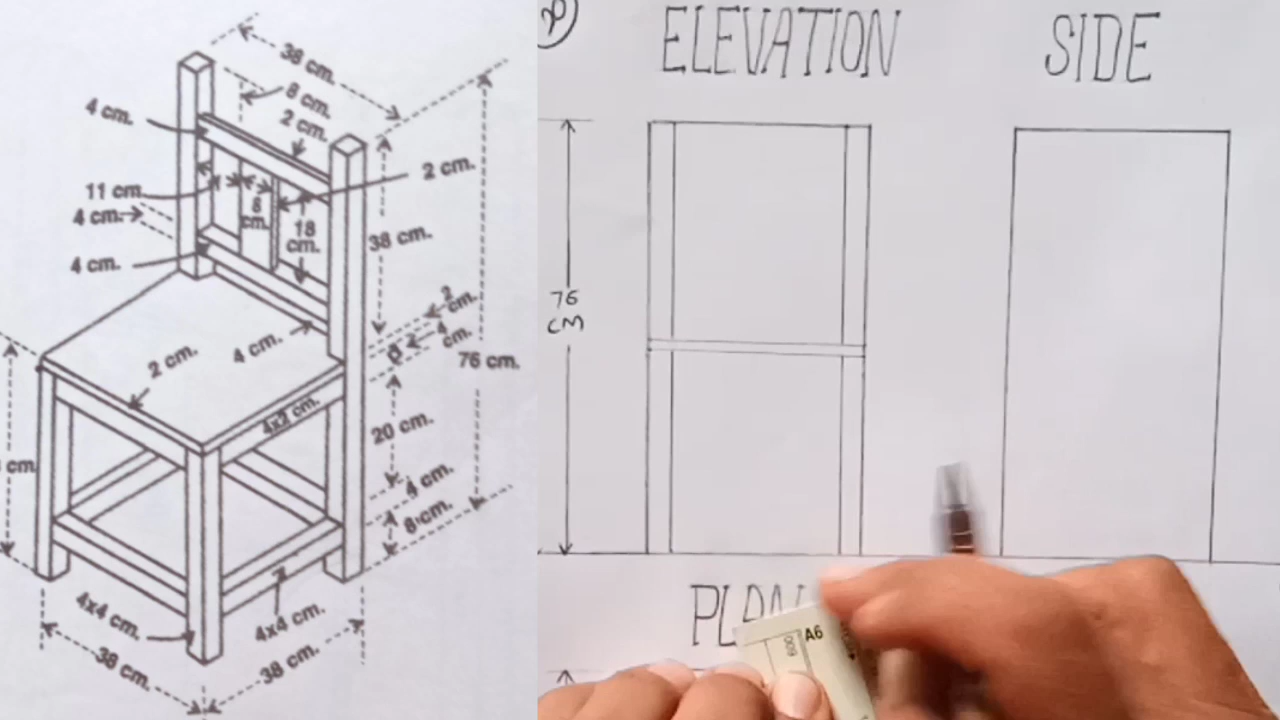 38 cm.
8 cm.
4 cm.
2 cm.
2 cm.
11 cm.
8 cm.
4 cm.
18 cm.
4 cm.
38 cm.
2 cm.
4 cm.
4 cm.
2 cm.
76 cm.
4x2 cm.
20 cm.
cm.
4 cm.
8 cm.
4x4 cm.
4x4 cm.
38 cm.
38 cm.
ELEVATION
SIDE
76
CM
PLAN
A6
600